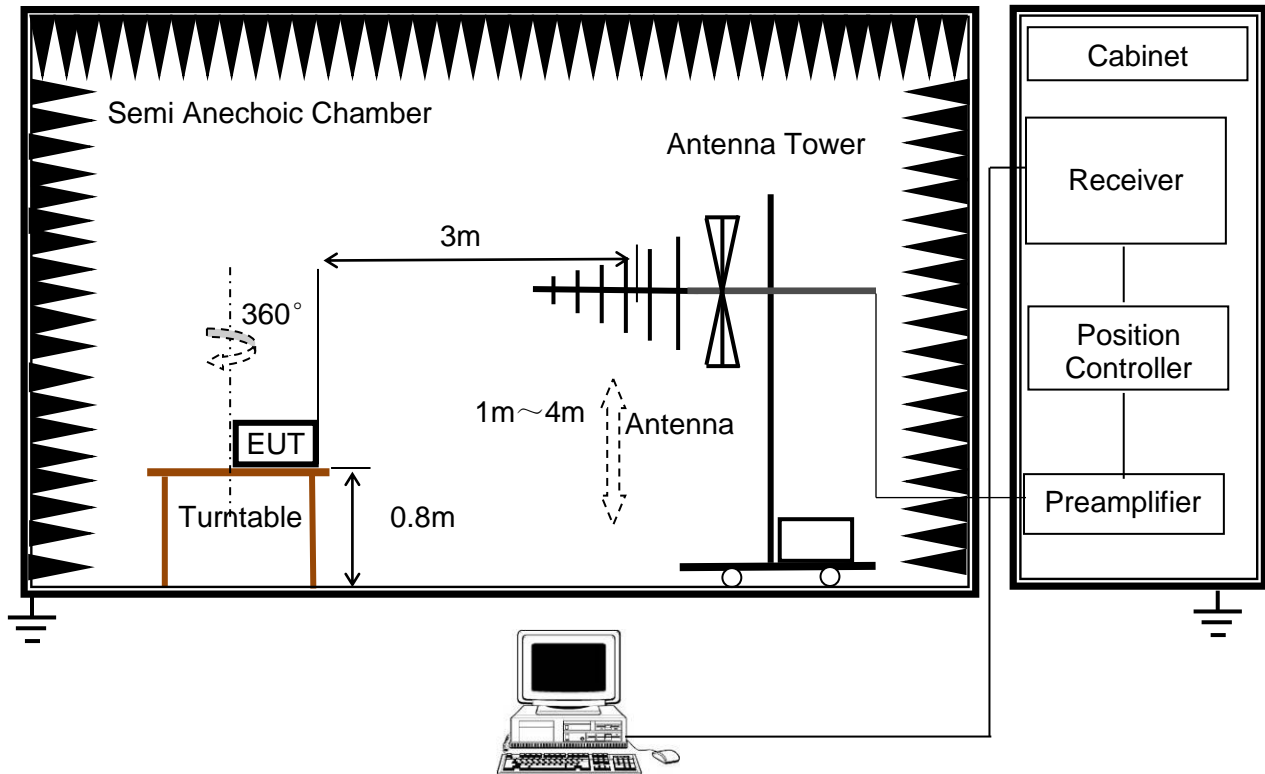 Cabinet
Semi Anechoic Chamber
Antenna Tower
Receiver
3m
360°
Position
Controller
1m～4m
Antenna
EUT
Turntable
0.8m
Preamplifier